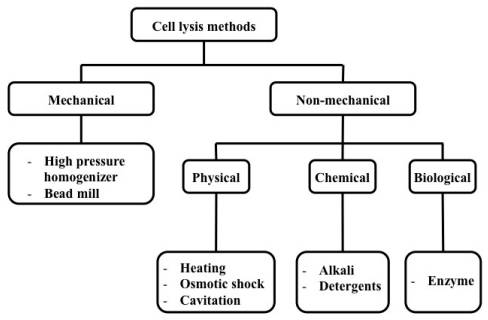 Cell lysis methods
Mechanical
Non-mechanical
- High pressure
homogenizer
- Bead mill
Physical
Chemical
Biological
- Heating
- Osmotic shock
- Cavitation
- Alkali
- Detergents
- Enzyme